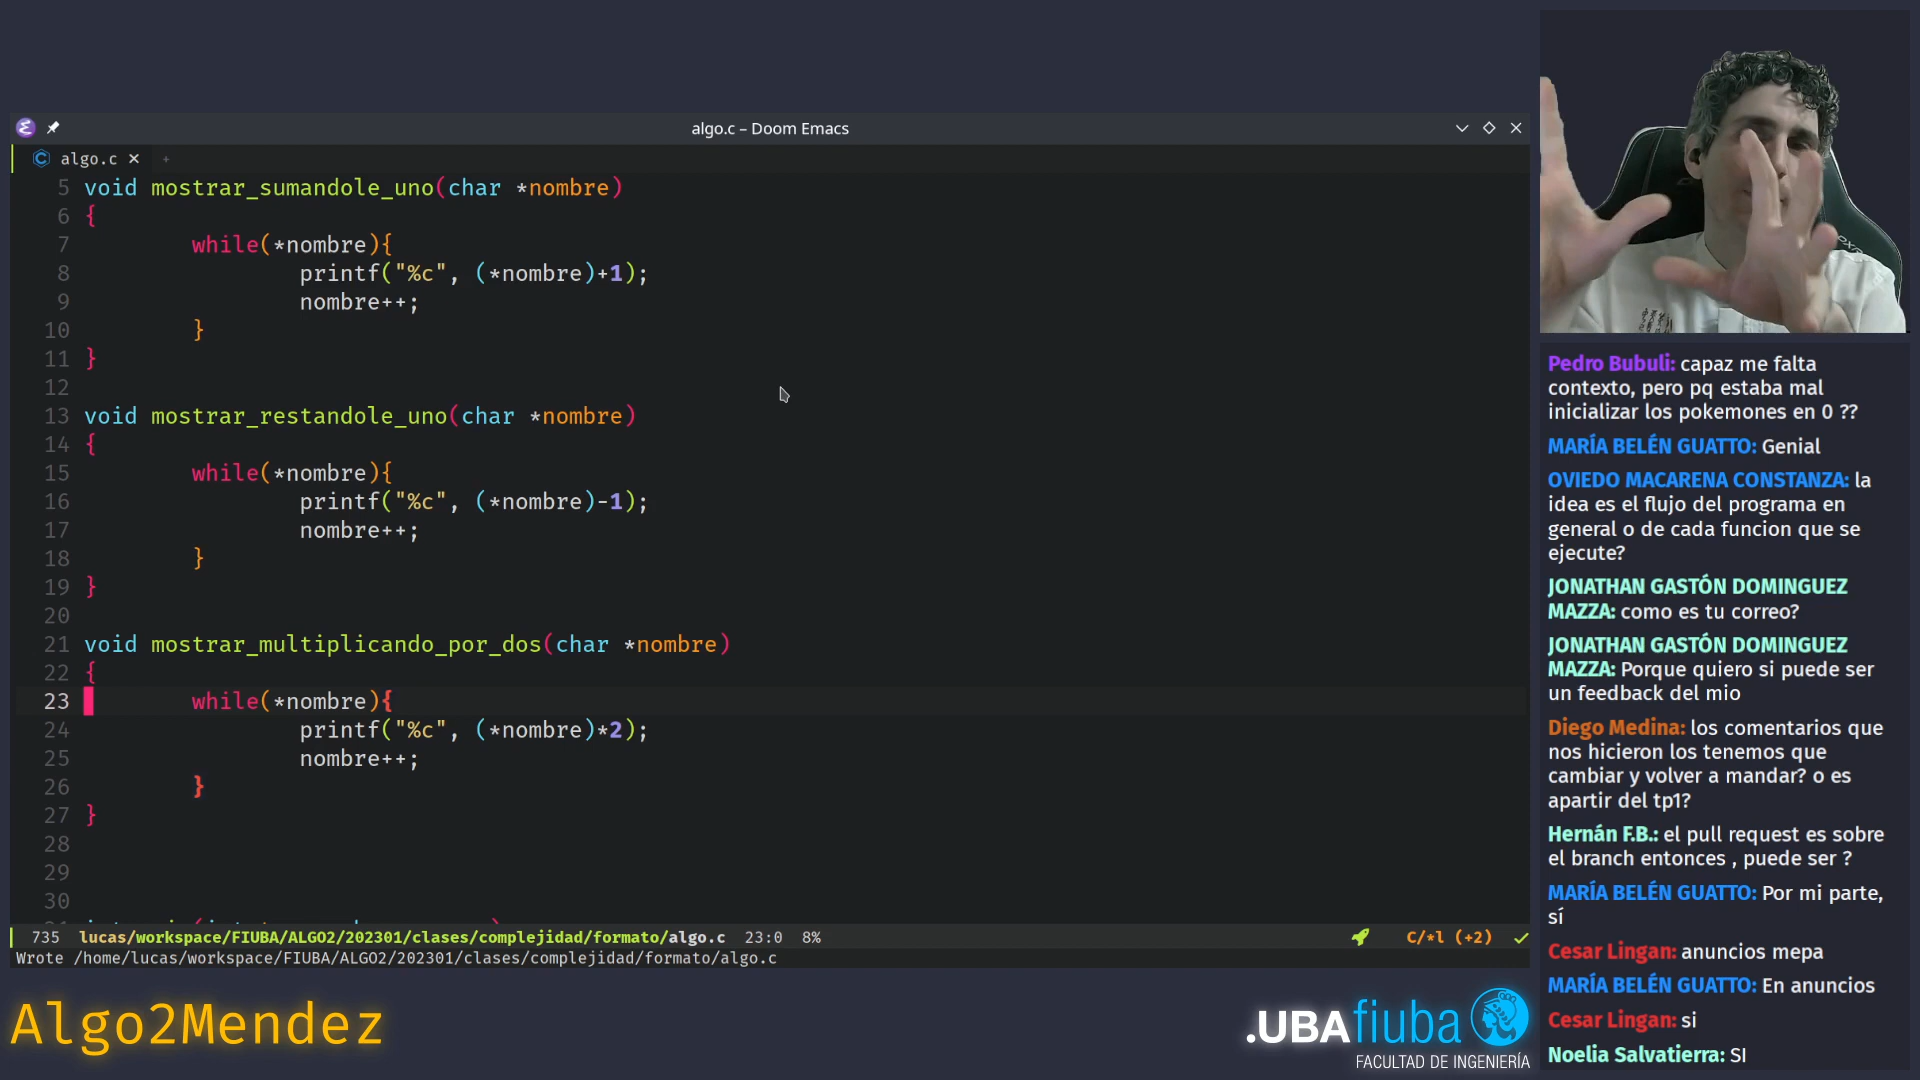 algo.c – Doom Emacs
algo.c × +
5 void mostrar_sumandole_uno(char *nombre)
6 {
7 while(*nombre){
8 printf("%c", (*nombre)+1);
9 nombre++;
10 }
11 }
12
13 void mostrar_restandole_uno(char *nombre)
14 {
15 while(*nombre){
16 printf("%c", (*nombre)-1);
17 nombre++;
18 }
19 }
20
21 void mostrar_multiplicando_por_dos(char *nombre)
22 {
23 while(*nombre){
24 printf("%c", (*nombre)*2);
25 nombre++;
26 }
27 }
28
29
30
735 lucas/workspace/FIUBA/ALGO2/202301/clases/complejidad/formato/algo.c 23:0 8% C/*l (+2)
Wrote /home/lucas/workspace/FIUBA/ALGO2/202301/clases/complejidad/formato/algo.c
Algo2Mendez
.UBAfiuba
FACULTAD DE INGENIERÍA
Pedro Bubuli: capaz me falta
contexto, pero pq estaba mal
inicializar los pokemones en 0 ??
MARÍA BELÉN GUATTO: Genial
OVIEDO MACARENA CONSTANZA: la
idea es el flujo del programa en
general o de cada funcion que se
ejecute?
JONATHAN GASTÓN DOMINGUEZ
MAZZA: como es tu correo?
JONATHAN GASTÓN DOMINGUEZ
MAZZA: Porque quiero si puede ser
un feedback del mio
Diego Medina: los comentarios que
nos hicieron los tenemos que
cambiar y volver a mandar? o es
apartir del tp1?
Hernán F.B.: el pull request es sobre
el branch entonces , puede ser ?
MARÍA BELÉN GUATTO: Por mi parte,
sí
Cesar Lingan: anuncios mepa
MARÍA BELÉN GUATTO: En anuncios
Cesar Lingan: si
Noelia Salvatierra: SI